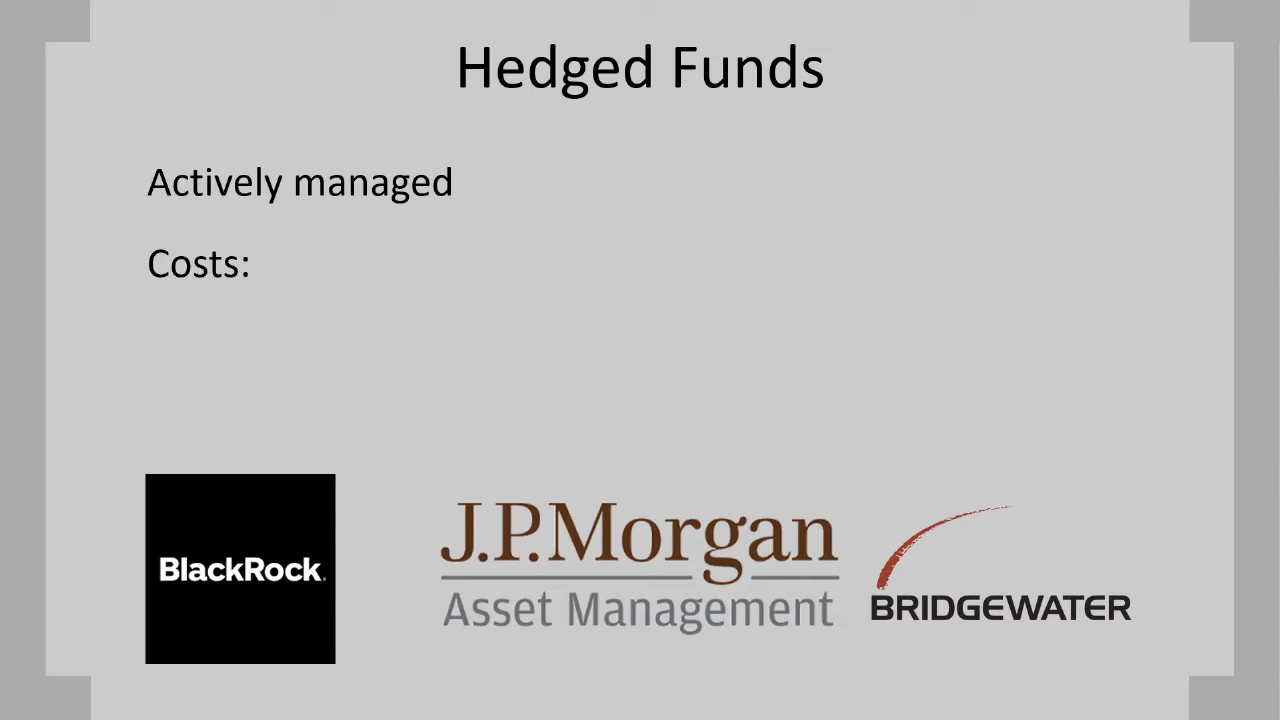 Hedged Funds
Actively managed
Costs:
BlackRock.
J.P.Morgan
Asset Management
BRIDGEWATER